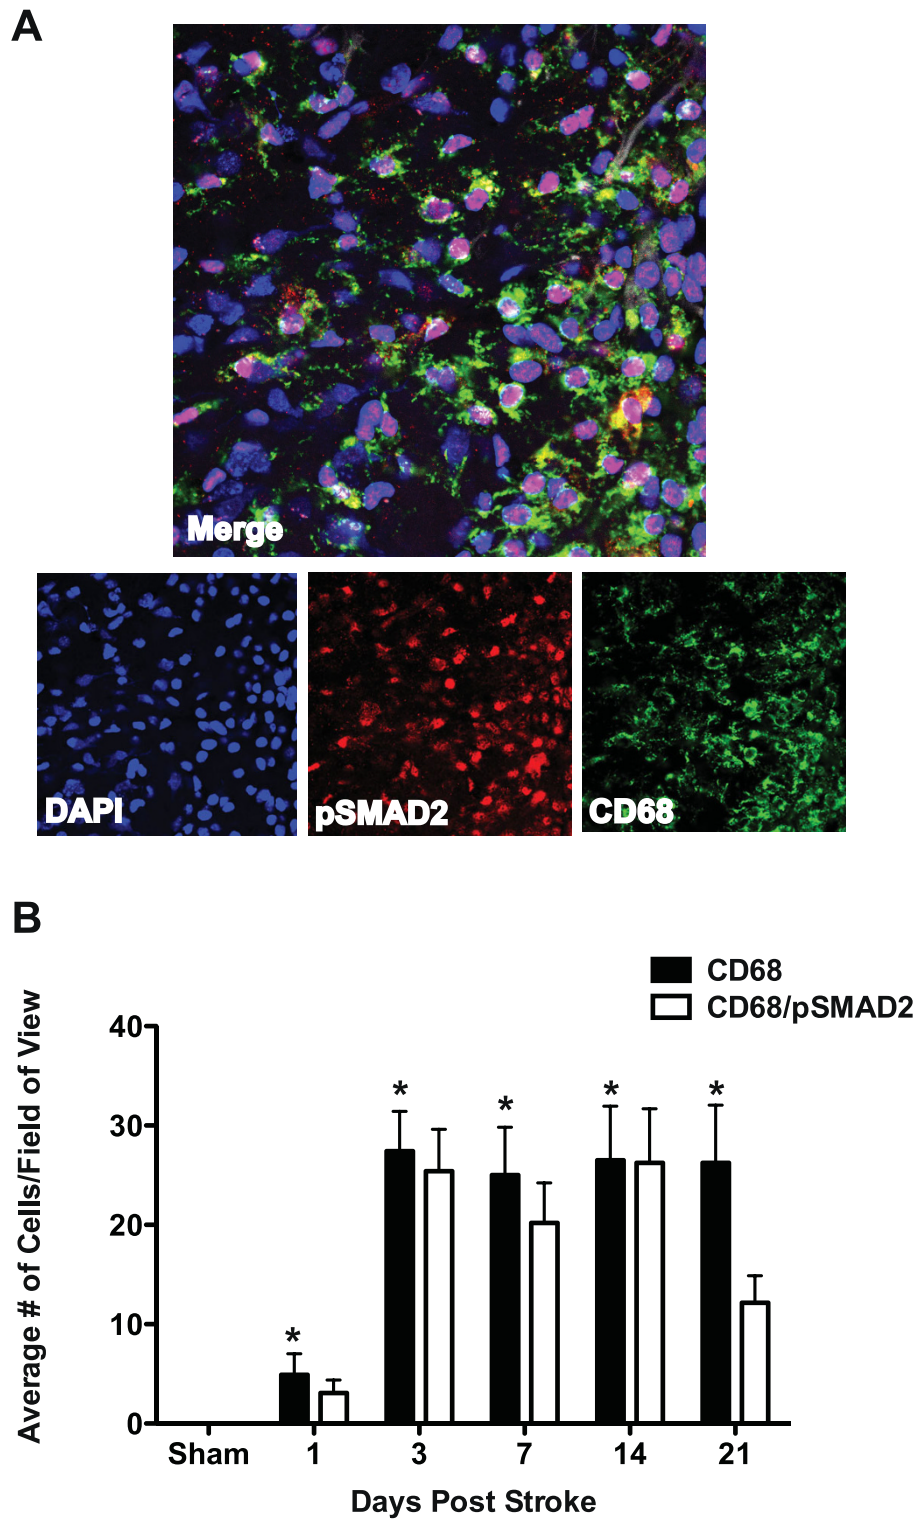 A
Merge
DAPI
pSMAD2
CD68
B
CD68
CD68/pSMAD2
Average # of Cells/Field of View
40
30
20
10
0
* * * * *
Sham 1 3 7 14 21
Days Post Stroke